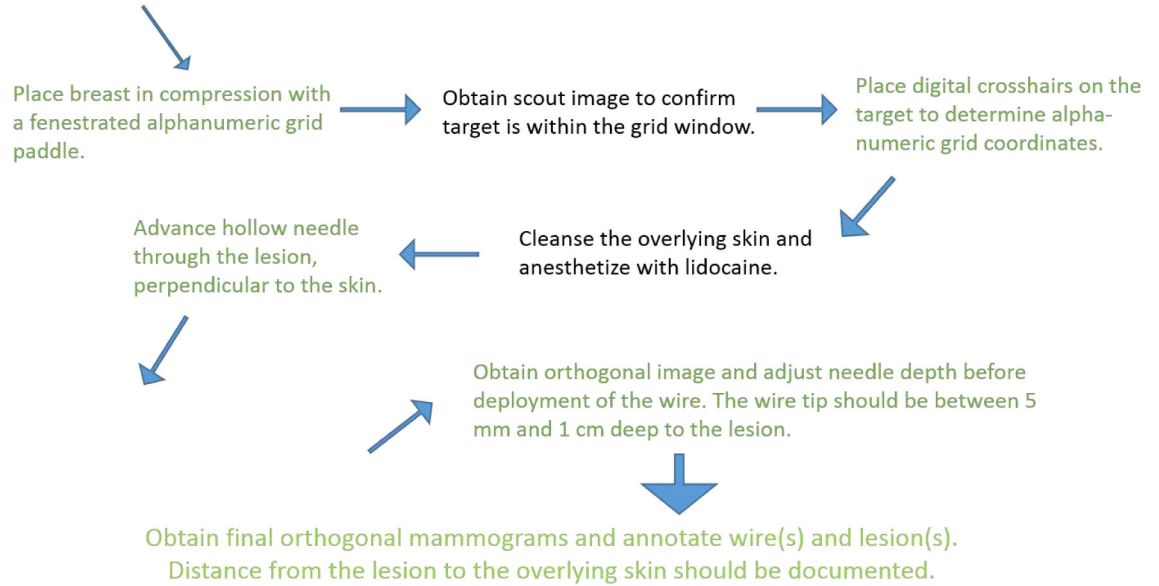 Place breast in compression with
a fenestrated alphanumeric grid
paddle.
Obtain scout image to confirm
target is within the grid window.
Place digital crosshairs on the
target to determine alpha-
numeric grid coordinates.
Cleanse the overlying skin and
anesthetize with lidocaine.
Advance hollow needle
through the lesion,
perpendicular to the skin.
Obtain orthogonal image and adjust needle depth before
deployment of the wire. The wire tip should be between 5
mm and 1 cm deep to the lesion.
Obtain final orthogonal mammograms and annotate wire(s) and lesion(s).
Distance from the lesion to the overlying skin should be documented.